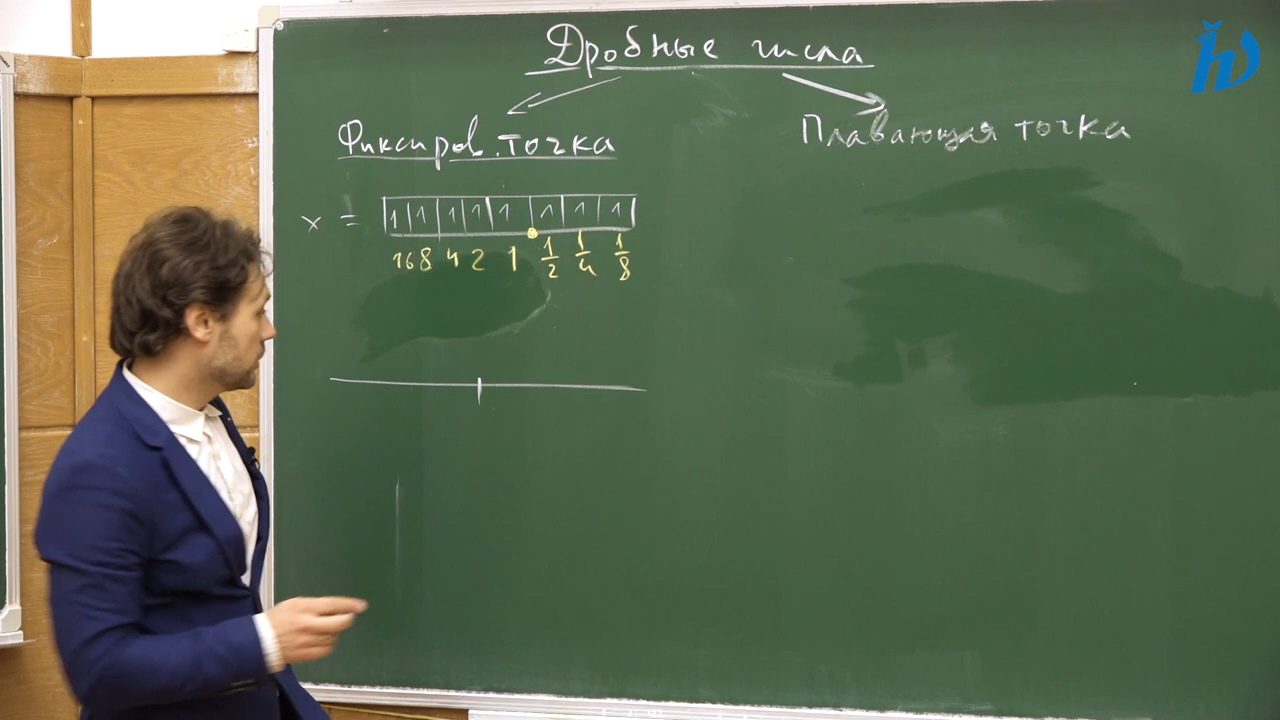 Дробные числа
Фиксиров. точка
Плавающая точка
x = 1 1 1 1 1 . 1 1 1
16 8 4 2 1 1/2 1/4 1/8